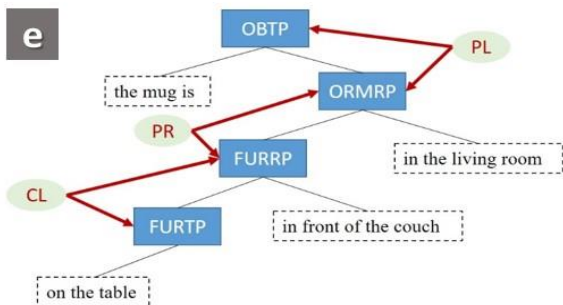 e
OBTP
PL
the mug is
ORMRP
PR
FURRP
in the living room
CL
FURTP
in front of the couch
on the table